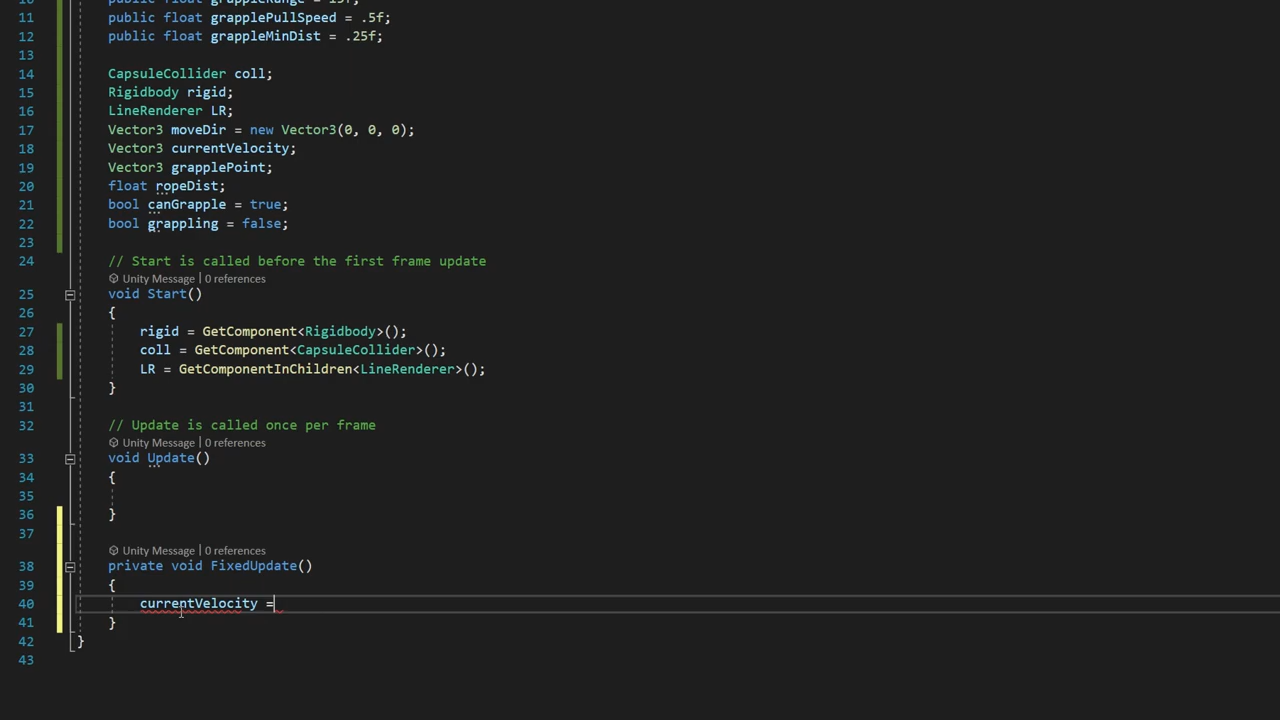 11 public float grapplePullSpeed = .5f;
12 public float grappleMinDist = .25f;
13
14 CapsuleCollider coll;
15 Rigidbody rigid;
16 LineRenderer LR;
17 Vector3 moveDir = new Vector3(0, 0, 0);
18 Vector3 currentVelocity;
19 Vector3 grapplePoint;
20 float ropeDist;
21 bool canGrapple = true;
22 bool grappling = false;
23
24 // Start is called before the first frame update
Unity Message | 0 references
25 void Start()
26 {
27 rigid = GetComponent<Rigidbody>();
28 coll = GetComponent<CapsuleCollider>();
29 LR = GetComponentInChildren<LineRenderer>();
30 }
31
32 // Update is called once per frame
Unity Message | 0 references
33 void Update()
34 {
35
36 }
37
Unity Message | 0 references
38 private void FixedUpdate()
39 {
40 currentVelocity =
41 }
42 }
43